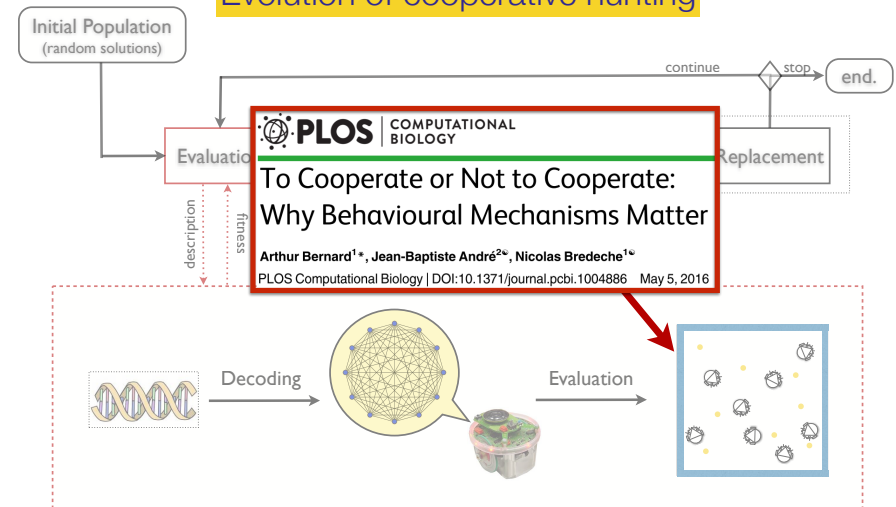 Evolution of cooperative hunting
Initial Population
(random solutions)
continue
stop
end.
Evaluatio
Replacement
PLOS
COMPUTATIONAL
BIOLOGY
To Cooperate or Not to Cooperate:
Why Behavioural Mechanisms Matter
Arthur Bernard1*, Jean-Baptiste André2☯, Nicolas Bredeche1☯
PLOS Computational Biology | DOI:10.1371/journal.pcbi.1004886 May 5, 2016
description
fitness
Decoding
Evaluation